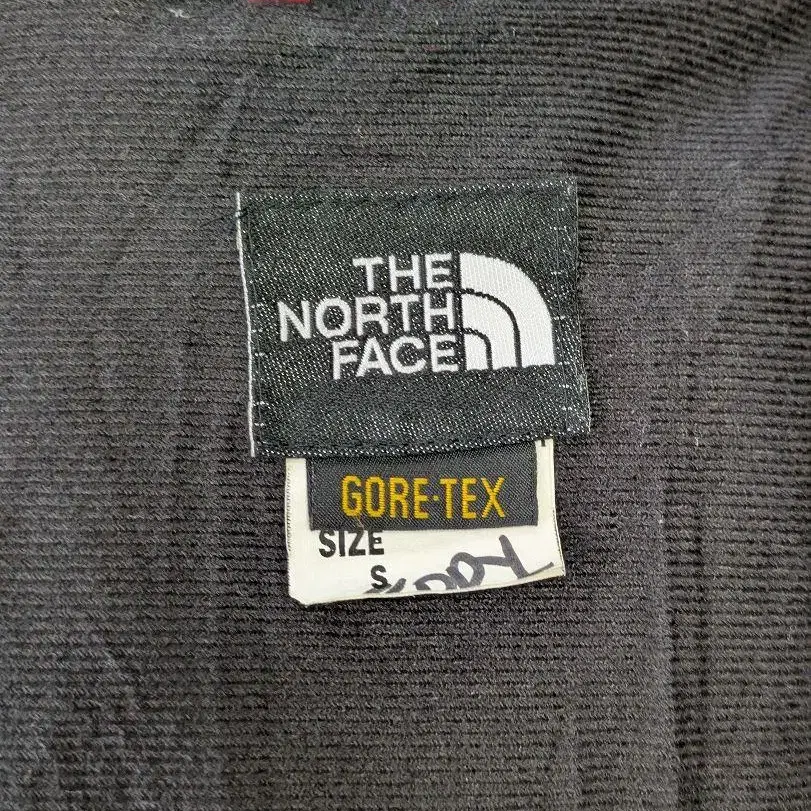 THE
NORTH
FACE
GORE-TEX
SIZE
S